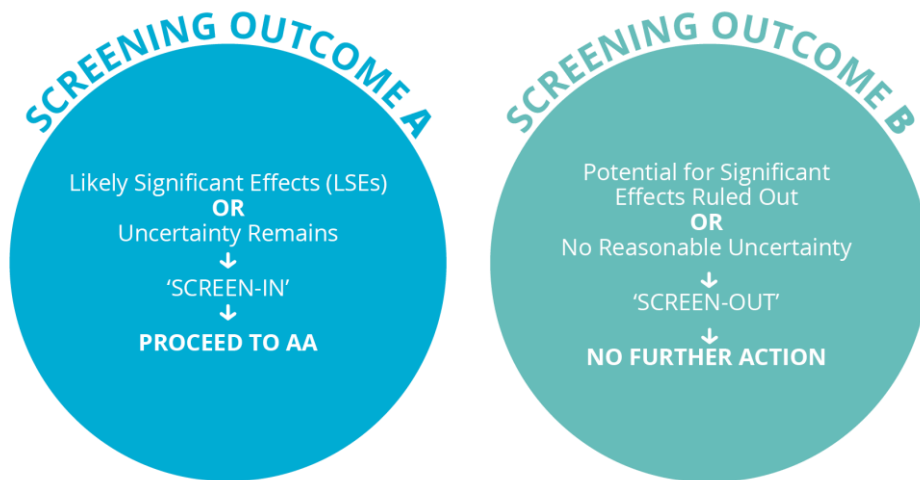 SCREENING OUTCOME A
Likely Significant Effects (LSEs)
OR
Uncertainty Remains
↓
‘SCREEN-IN’
↓
PROCEED TO AA
SCREENING OUTCOME B
Potential for Significant
Effects Ruled Out
OR
No Reasonable Uncertainty
↓
‘SCREEN-OUT’
↓
NO FURTHER ACTION